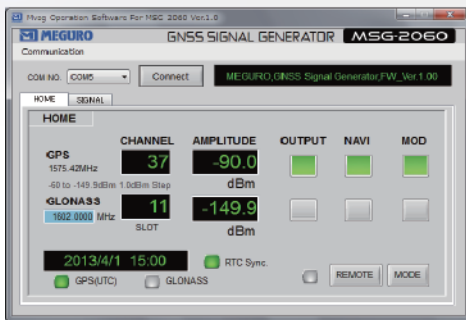 Mvsg Operation Software For MSG 2060 Ver.1.0
MEGURO GNSS SIGNAL GENERATOR MSG-2060
Communication
COM NO. COM5 Connect MEGURO,GNSS Signal Generator,FW_Ver.1.00
HOME SIGNAL
HOME
CHANNEL AMPLITUDE OUTPUT NAVI MOD
GPS 37 -90.0
1575.42MHz
-60 to -149.9dBm 1.0dBm Step dBm
GLONASS 11 -149.9
1602.0000 MHz
SLOT dBm
2013/4/1 15:00 RTC Sync.
GPS(UTC) GLONASS REMOTE MODE